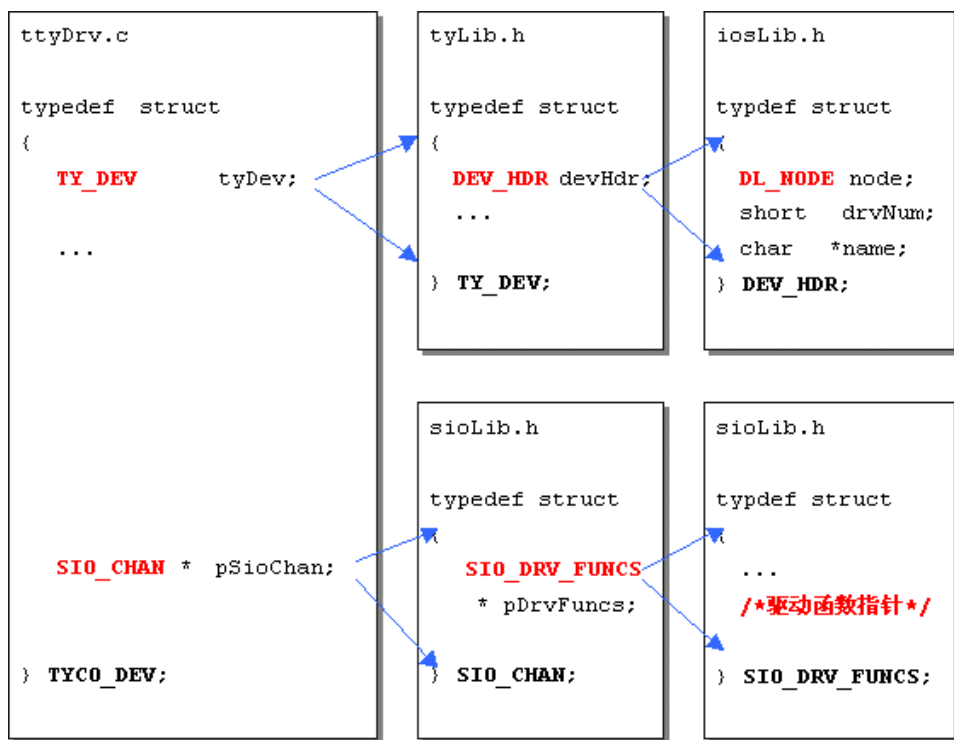 ttyDrv.c
typedef struct
{
TY_DEV tyDev;
...
SIO_CHAN * pSioChan;
} TYCO_DEV;
tyLib.h
typedef struct
{
DEV_HDR devHdr;
...
} TY_DEV;
iosLib.h
typdef struct
{
DL_NODE node;
short drvNum;
char *name;
} DEV_HDR;
sioLib.h
typedef struct
{
SIO_DRV_FUNCS
* pDrvFuncs;
} SIO_CHAN;
sioLib.h
typdef struct
{
...
/*驱动函数指针*/
} SIO_DRV_FUNCS;